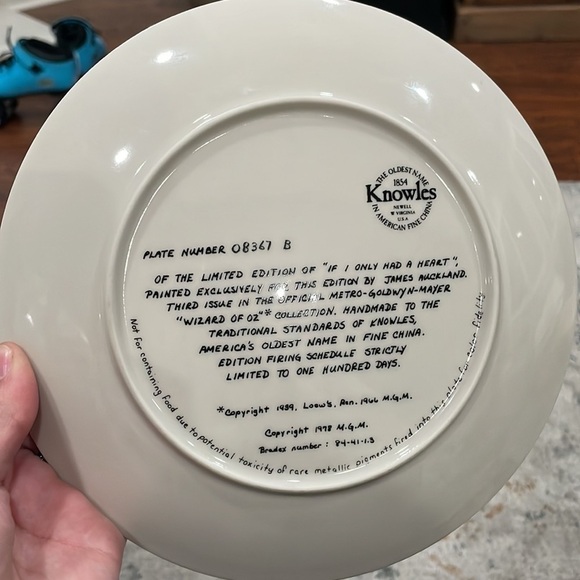 THE OLDEST NAME
1854
Knowles
NEWELL
W VIRGINIA
U.S.A
IN AMERICAN FINE CHINA
PLATE NUMBER 08367 B
OF THE LIMITED EDITION OF "IF I ONLY HAD A HEART",
PAINTED EXCLUSIVELY FOR THIS EDITION BY JAMES AUCKLAND.
THIRD ISSUE IN THE OFFICIAL METRO-GOLDWYN-MAYER
"WIZARD OF OZ"* COLLECTION. HANDMADE TO THE
TRADITIONAL STANDARDS OF KNOWLES,
AMERICA'S OLDEST NAME IN FINE CHINA.
EDITION FIRING SCHEDULE STRICTLY
LIMITED TO ONE HUNDRED DAYS.
*Copyright 1939, Loew's, Ren. 1966 M.G.M.
Copyright 1978 M.G.M.
Bradex number: 84-41-1.3
Not for containing food due to potential toxicity of rare metallic pigments fired into this plate for color fidelity